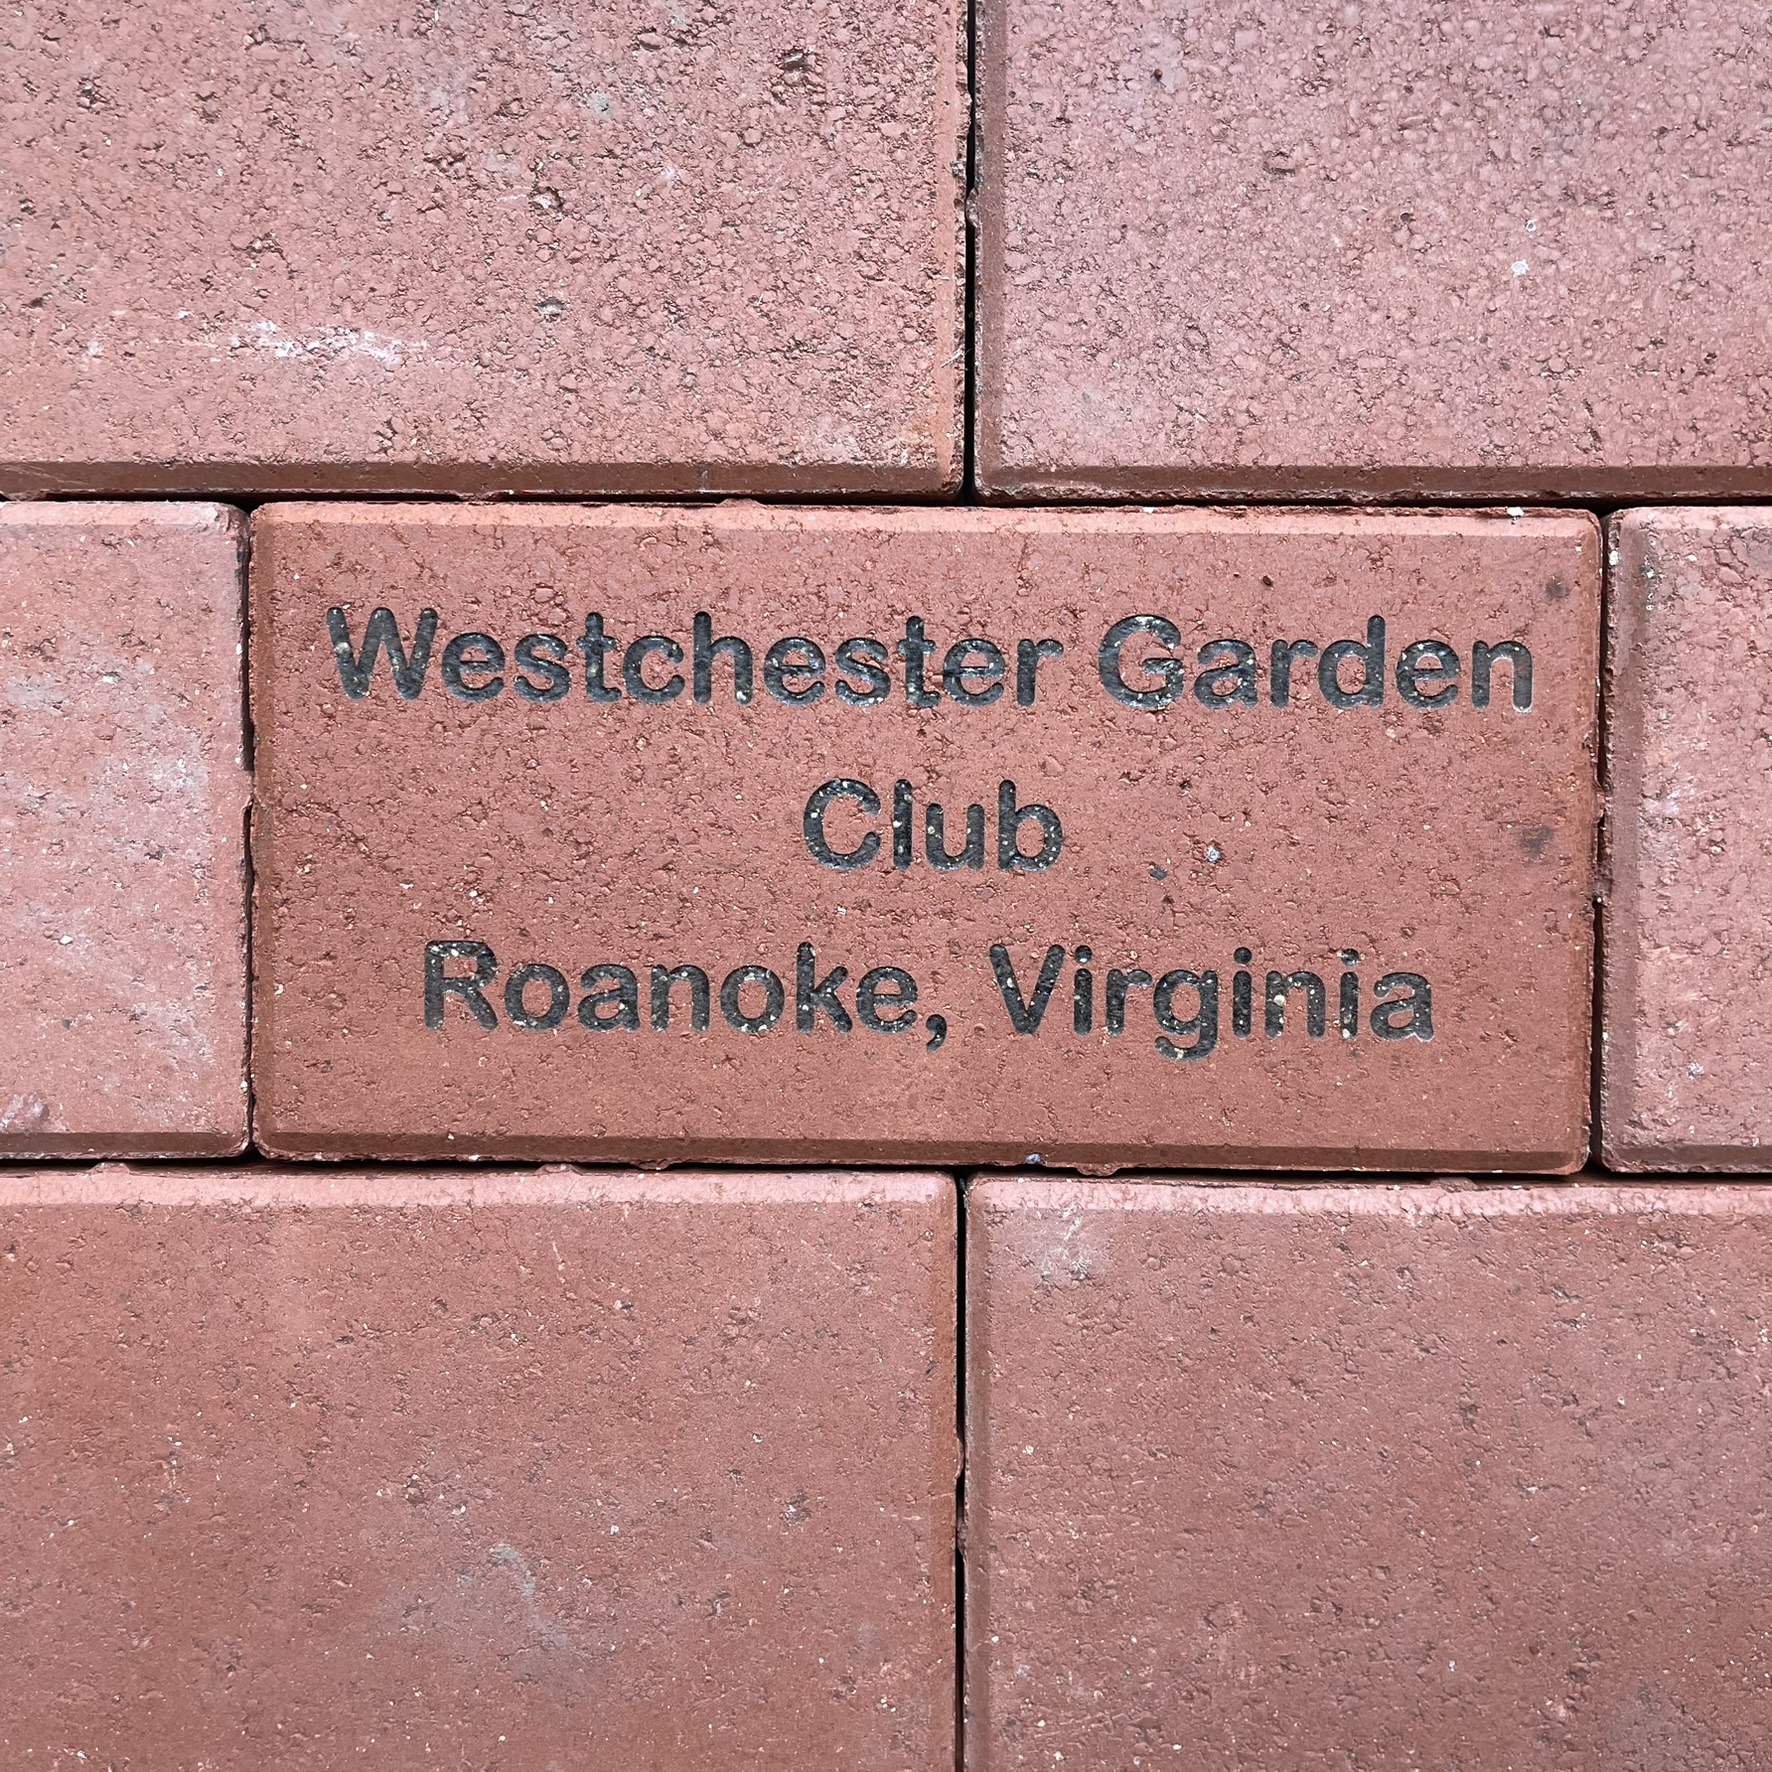 Westchester Garden
Club
Roanoke, Virginia